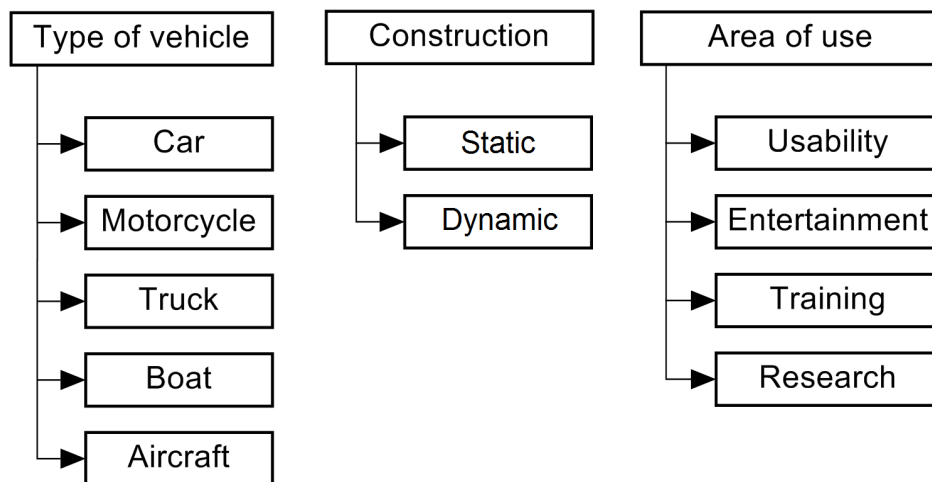 Type of vehicle
Car
Motorcycle
Truck
Boat
Aircraft
Construction
Static
Dynamic
Area of use
Usability
Entertainment
Training
Research